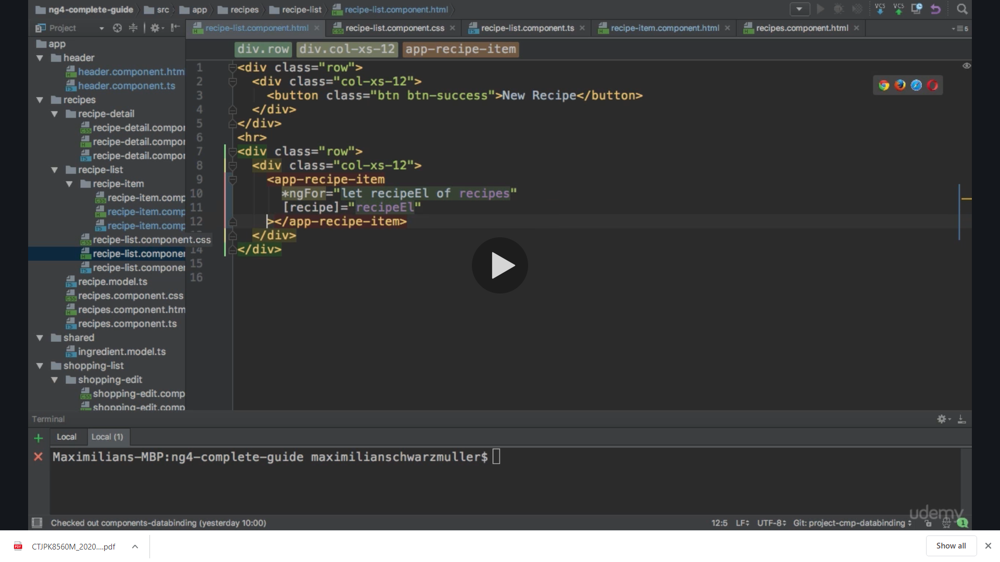 ng4-complete-guide src app recipes recipe-list recipe-list.component.html
VCS VCS
Project
recipe-list.component.html × recipe-list.component.css × recipe-list.component.ts × recipe-item.component.html × recipes.component.html × 5
div.row div.col-xs-12 app-recipe-item
app
header
header.component.htm
header.component.ts
recipes
recipe-detail
recipe-detail.compor
recipe-detail.compor
recipe-detail.compor
recipe-list
recipe-item
recipe-item.comp
recipe-item.comp
recipe-item.comp
recipe-list.component.css
recipe-list.componer
recipe-list.componer
recipe.model.ts
recipes.component.css
recipes.component.htm
recipes.component.ts
shared
ingredient.model.ts
shopping-list
shopping-edit
shopping-edit.comp
shopping-edit.comp
1 <div class="row">
2 <div class="col-xs-12">
3 <button class="btn btn-success">New Recipe</button>
4 </div>
5 </div>
6 <hr>
7 <div class="row">
8 <div class="col-xs-12">
9 <app-recipe-item
10 *ngFor="let recipeEl of recipes"
11 [recipe]="recipeEl"
12 ></app-recipe-item>
</div>
14 </div>
15
16
Terminal
Local Local (1)
Maximilians-MBP:ng4-complete-guide maximilianschwarzmuller$
udemy
Checked out components-databinding (yesterday 10:00) 12:5 LF÷ UTF-8÷ Git: project-cmp-databinding ÷ 1
CTJPK8560M_2020....pdf Show all